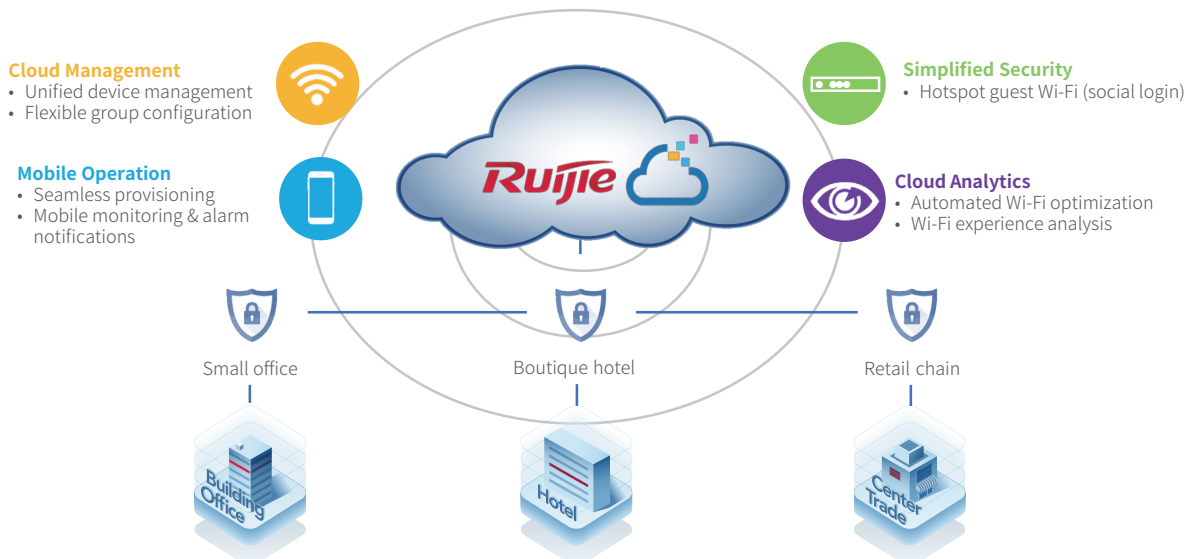 Cloud Management
• Unified device management
• Flexible group configuration
Mobile Operation
• Seamless provisioning
• Mobile monitoring & alarm
notifications
Ruijie
Simplified Security
• Hotspot guest Wi-Fi (social login)
Cloud Analytics
• Automated Wi-Fi optimization
• Wi-Fi experience analysis
Small office
Boutique hotel
Retail chain
Building
Office
Hotel
Center
Trade